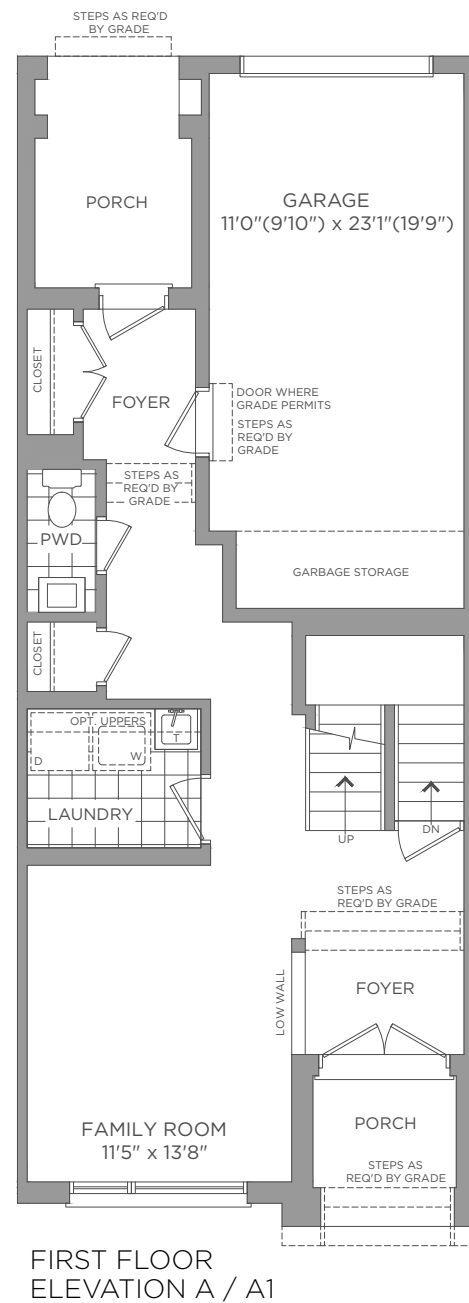 STEPS AS REQ'D
BY GRADE
PORCH
GARAGE
11'0"(9'10") x 23'1"(19'9")
CLOSET
FOYER
DOOR WHERE
GRADE PERMITS
STEPS AS
REQ'D BY
GRADE
STEPS AS
REQ'D BY
GRADE
PWD
GARBAGE STORAGE
CLOSET
OPT. UPPERS
D
W
T
LAUNDRY
UP
DN
STEPS AS
REQ'D BY GRADE
LOW WALL
FOYER
FAMILY ROOM
11'5" x 13'8"
PORCH
STEPS AS
REQ'D BY GRADE
FIRST FLOOR
ELEVATION A / A1